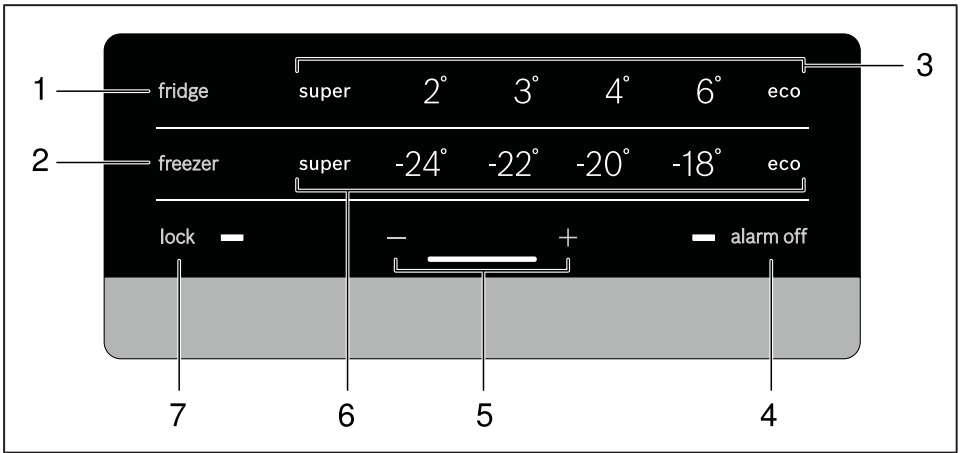 3
1 fridge super 2° 3° 4° 6° eco
2 freezer super -24° -22° -20° -18° eco
lock − + alarm off
7 6 5 4